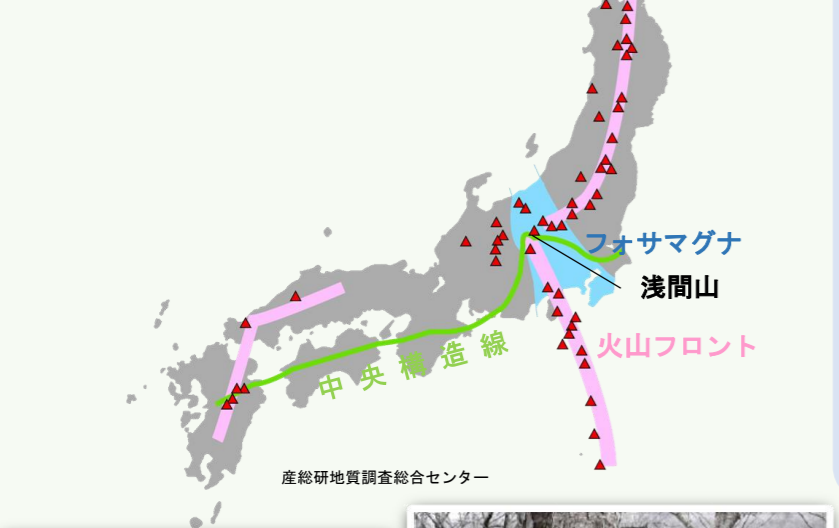 フォサマグナ
浅間山
火山フロント
中央構造線
産総研地質調査総合センター